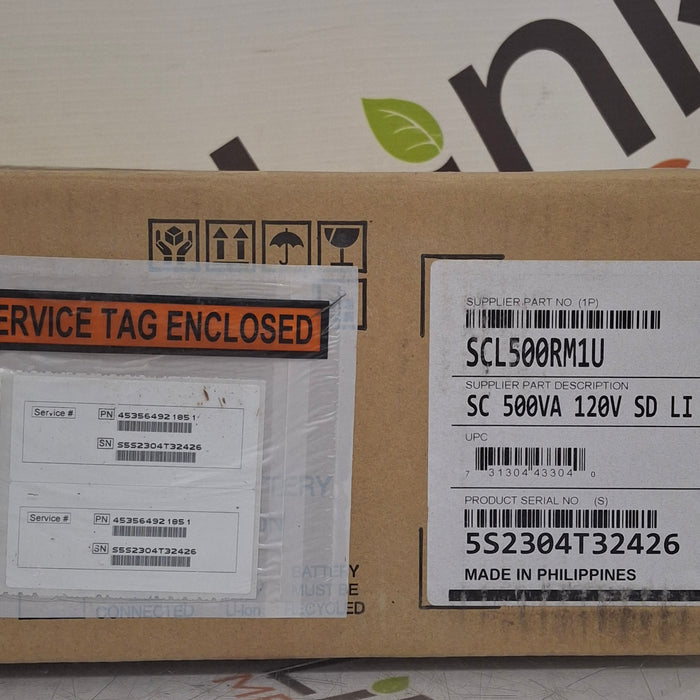 ERVICE TAG ENCLOSED
Service # PN 453564921851
SN S5S2304T32426
Service # PN 453564921851
SN S5S2304T32426
BATTERY
MUST BE
CONNECTED Li-Ion RECYCLED
SUPPLIER PART NO (1P)
SCL500RM1U
SUPPLIER PART DESCRIPTION
SC 500VA 120V SD LI
UPC
7 31304 43304 0
PRODUCT SERIAL NO (S)
5S2304T32426
MADE IN PHILIPPINES